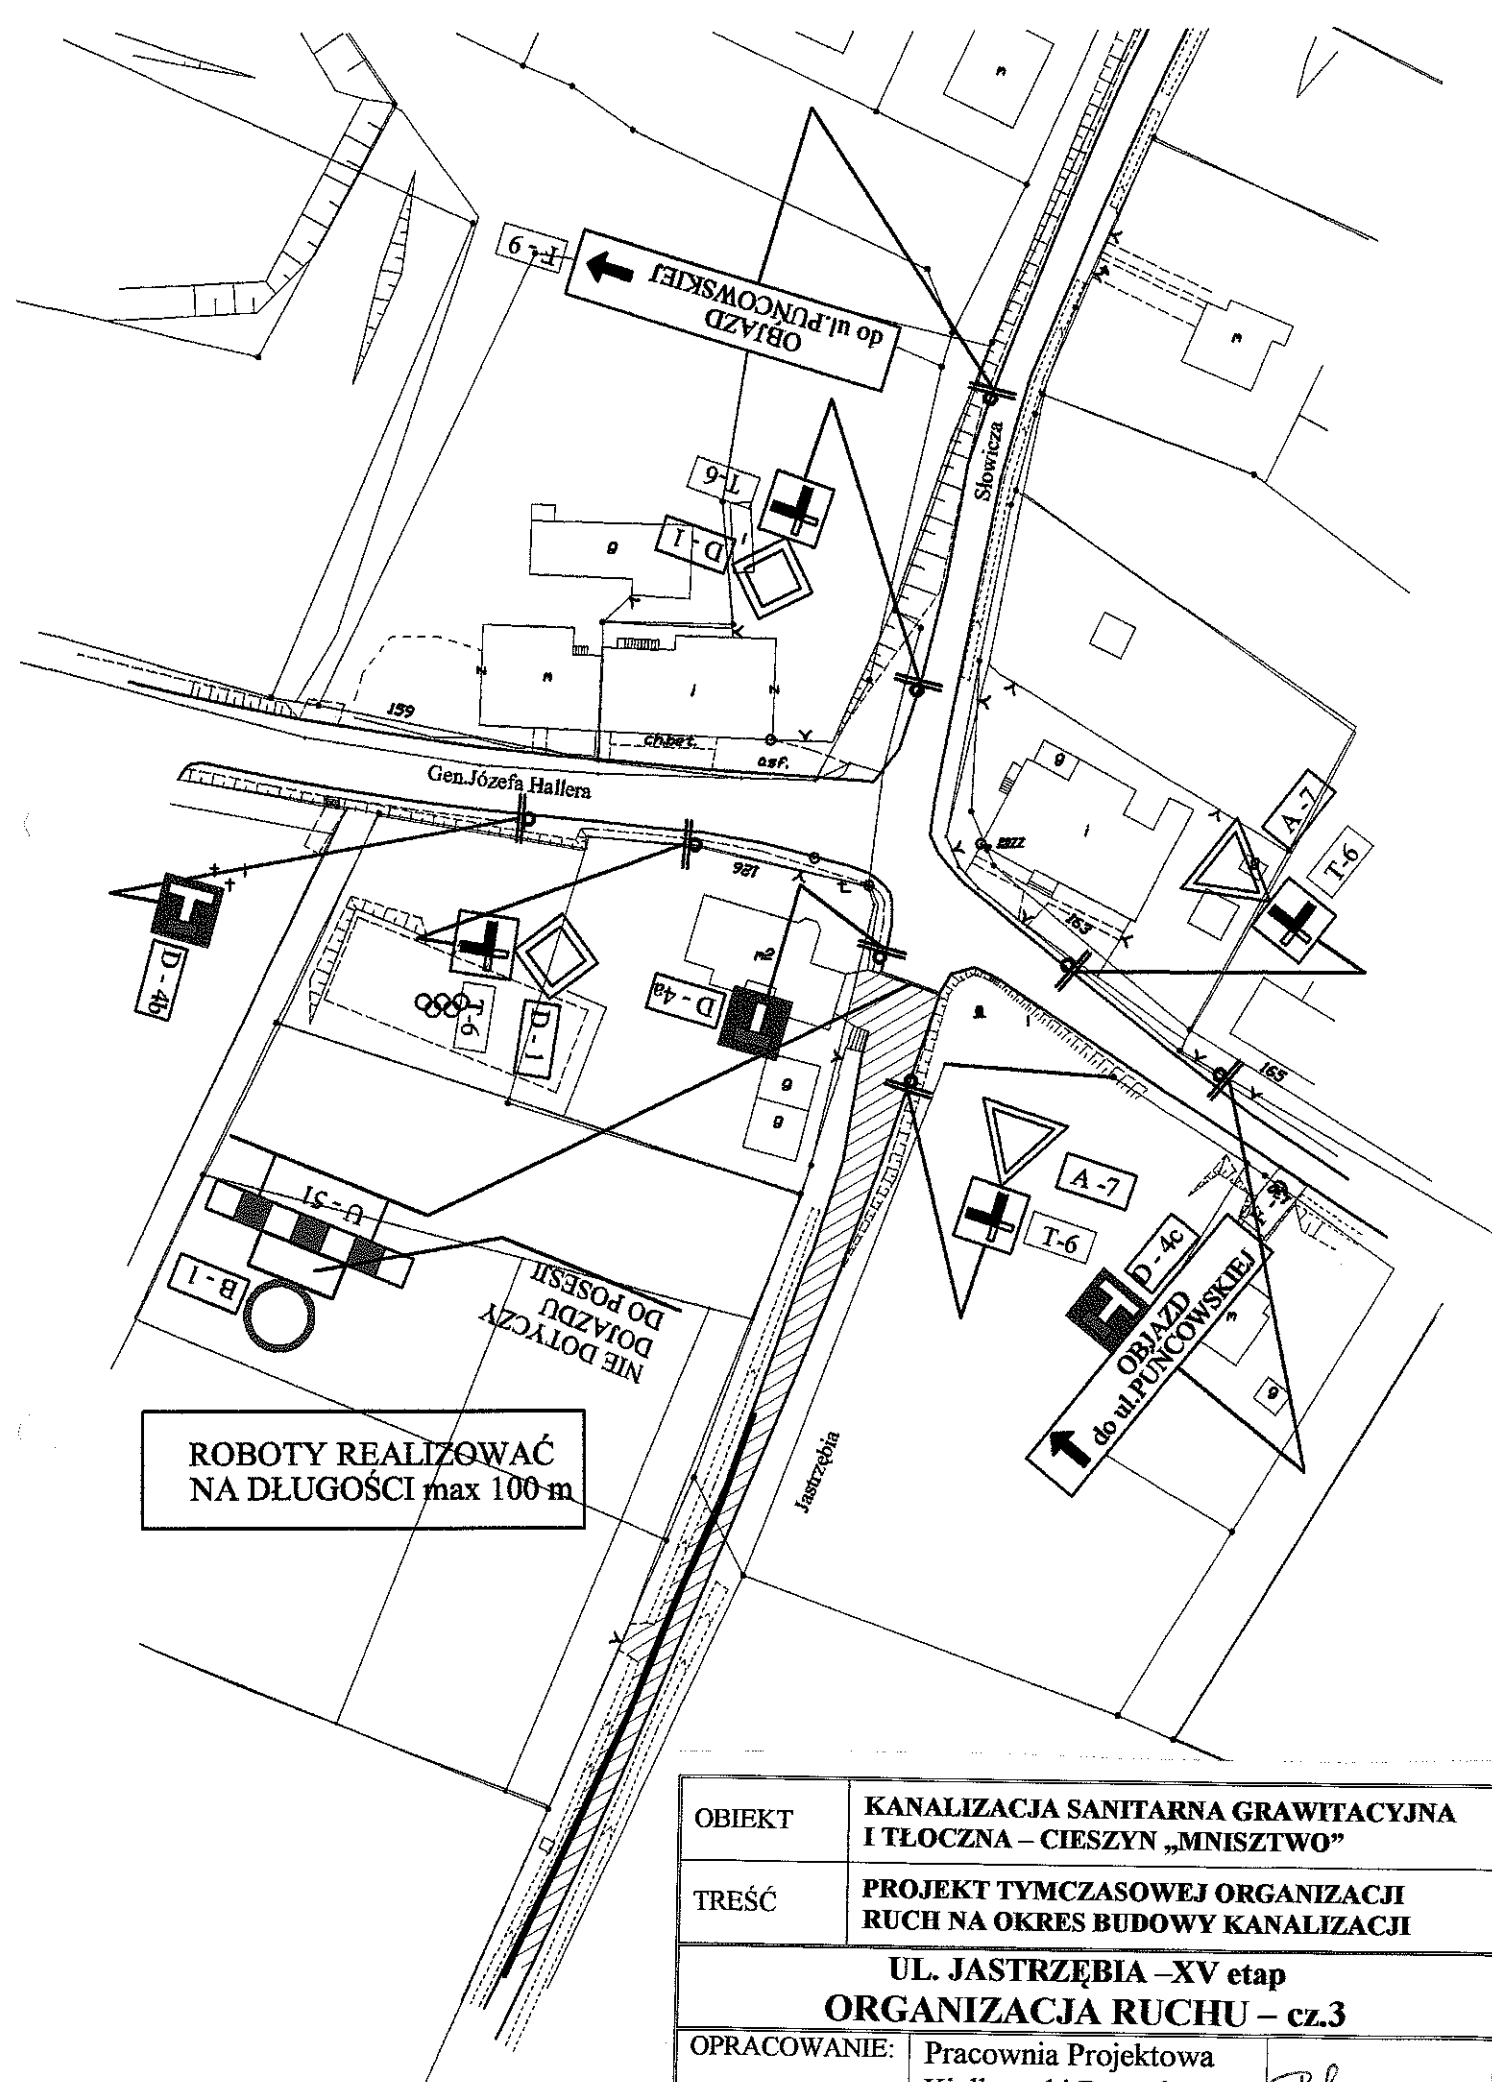 F - 9
OBJAZD
do ul.PUŃCOWSKIEJ
T-6
D - 1
Słowicza
n
n
g
n
i
159
ch.bet.
asf.
Gen.Józefa Hallera
126
g
i
163
165
A -7
T-6
D - 4b
T-6
D - 1
D - 4a
m2
g
g
g
A -7
T-6
D - 4c
OBJAZD
do ul.PUŃCOWSKIEJ
3
g
U - 51
B - 1
NIE DOTYCZY
DOJAZDU
DO POSESII
ROBOTY REALIZOWAĆ
NA DŁUGOŚCI max 100 m
Jastrzębia
OBIEKT
KANALIZACJA SANITARNA GRAWITACYJNA
I TŁOCZNA – CIESZYN „MNISZTWO”
TREŚĆ
PROJEKT TYMCZASOWEJ ORGANIZACJI
RUCH NA OKRES BUDOWY KANALIZACJI
UL. JASTRZĘBIA –XV etap
ORGANIZACJA RUCHU – cz.3
OPRACOWANIE:
Pracownia Projektowa